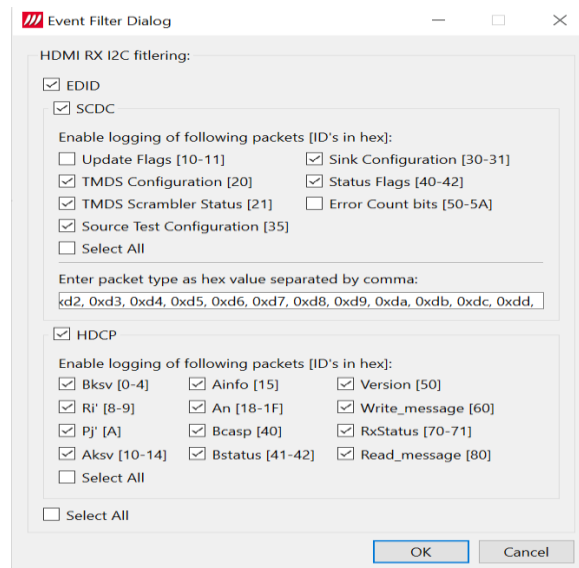 Event Filter Dialog
HDMI RX I2C fitlering:
EDID
SCDC
Enable logging of following packets [ID's in hex]:
Update Flags [10-11] Sink Configuration [30-31]
TMDS Configuration [20] Status Flags [40-42]
TMDS Scrambler Status [21] Error Count bits [50-5A]
Source Test Configuration [35]
Select All
Enter packet type as hex value separated by comma:
xd2, 0xd3, 0xd4, 0xd5, 0xd6, 0xd7, 0xd8, 0xd9, 0xda, 0xdb, 0xdc, 0xdd,
HDCP
Enable logging of following packets [ID's in hex]:
Bksv [0-4] Ainfo [15] Version [50]
Ri' [8-9] An [18-1F] Write_message [60]
Pj' [A] Bcasp [40] RxStatus [70-71]
Aksv [10-14] Bstatus [41-42] Read_message [80]
Select All
Select All
OK Cancel